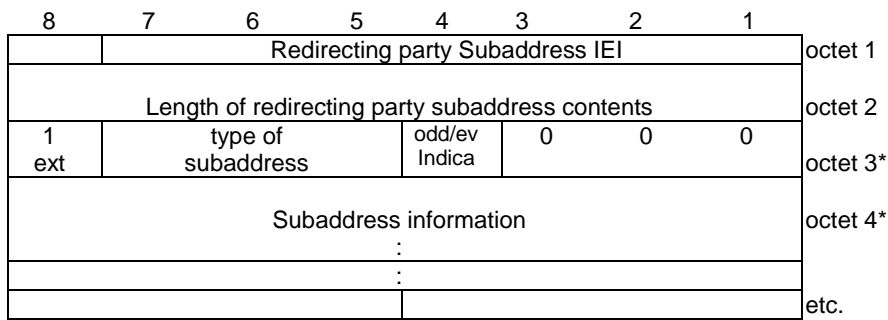 8 7 6 5 4 3 2 1
Redirecting party Subaddress IEI octet 1
Length of redirecting party subaddress contents octet 2
1 type of odd/ev 0 0 0
ext subaddress Indica octet 3*
Subaddress information octet 4*
:
:
etc.